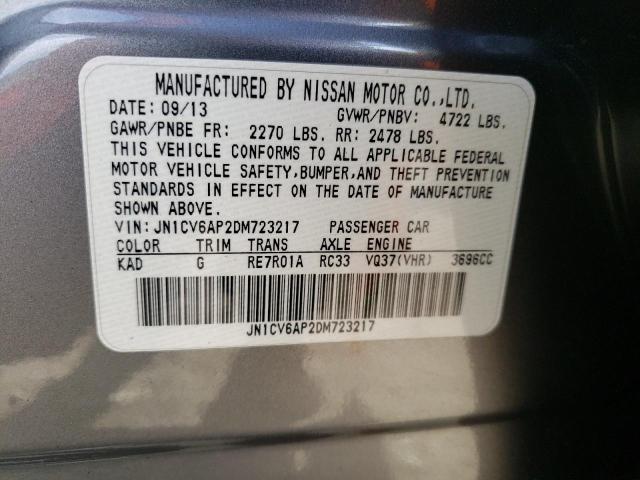 MANUFACTURED BY NISSAN MOTOR CO.,LTD.
DATE: 09/13 GVWR/PNBV: 4722 LBS.
GAWR/PNBE FR: 2270 LBS. RR: 2478 LBS.
THIS VEHICLE CONFORMS TO ALL APPLICABLE FEDERAL
MOTOR VEHICLE SAFETY,BUMPER,AND THEFT PREVENTION
STANDARDS IN EFFECT ON THE DATE OF MANUFACTURE
SHOWN ABOVE.
VIN: JN1CV6AP2DM723217 PASSENGER CAR
COLOR TRIM TRANS AXLE ENGINE
KAD G RE7R01A RC33 VQ37(VHR) 3696CC
JN1CV6AP2DM723217